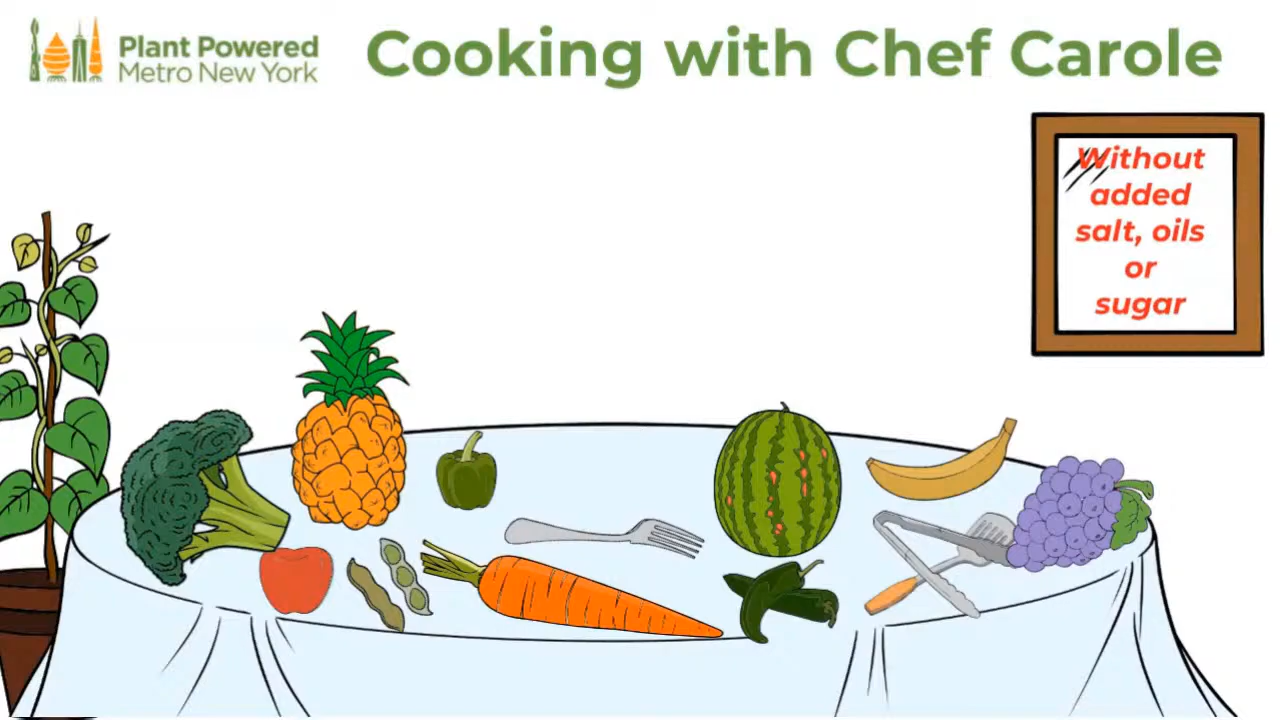 Plant Powered
Metro New York
Cooking with Chef Carole
Without
added
salt, oils
or
sugar